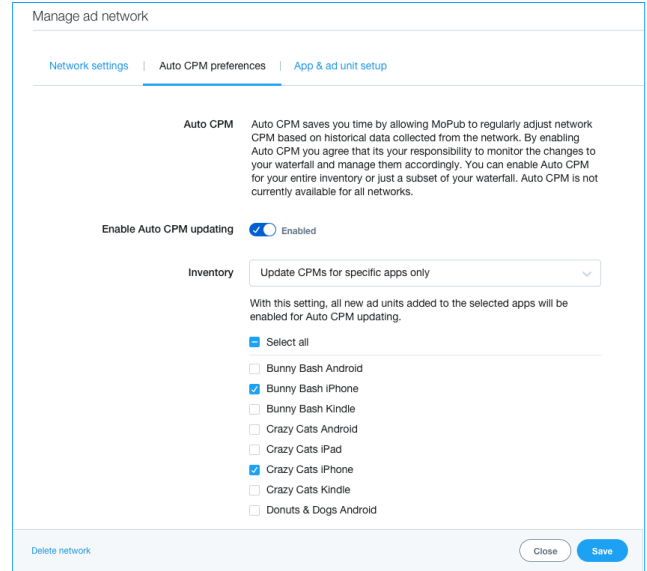 Manage ad network
Network settings | Auto CPM preferences | App & ad unit setup
Auto CPM
Auto CPM saves you time by allowing MoPub to regularly adjust network
CPM based on historical data collected from the network. By enabling
Auto CPM you agree that its your responsibility to monitor the changes to
your waterfall and manage them accordingly. You can enable Auto CPM
for your entire inventory or just a subset of your waterfall. Auto CPM is not
currently available for all networks.
Enable Auto CPM updating
Enabled
Inventory
Update CPMs for specific apps only
With this setting, all new ad units added to the selected apps will be
enabled for Auto CPM updating.
Select all
Bunny Bash Android
Bunny Bash iPhone
Bunny Bash Kindle
Crazy Cats Android
Crazy Cats iPad
Crazy Cats iPhone
Crazy Cats Kindle
Donuts & Dogs Android
Delete network
Close
Save